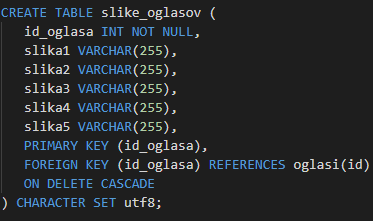 CREATE TABLE slike_oglasov (
id_oglasa INT NOT NULL,
slika1 VARCHAR(255),
slika2 VARCHAR(255),
slika3 VARCHAR(255),
slika4 VARCHAR(255),
slika5 VARCHAR(255),
PRIMARY KEY (id_oglasa),
FOREIGN KEY (id_oglasa) REFERENCES oglasi(id)
ON DELETE CASCADE
) CHARACTER SET utf8;